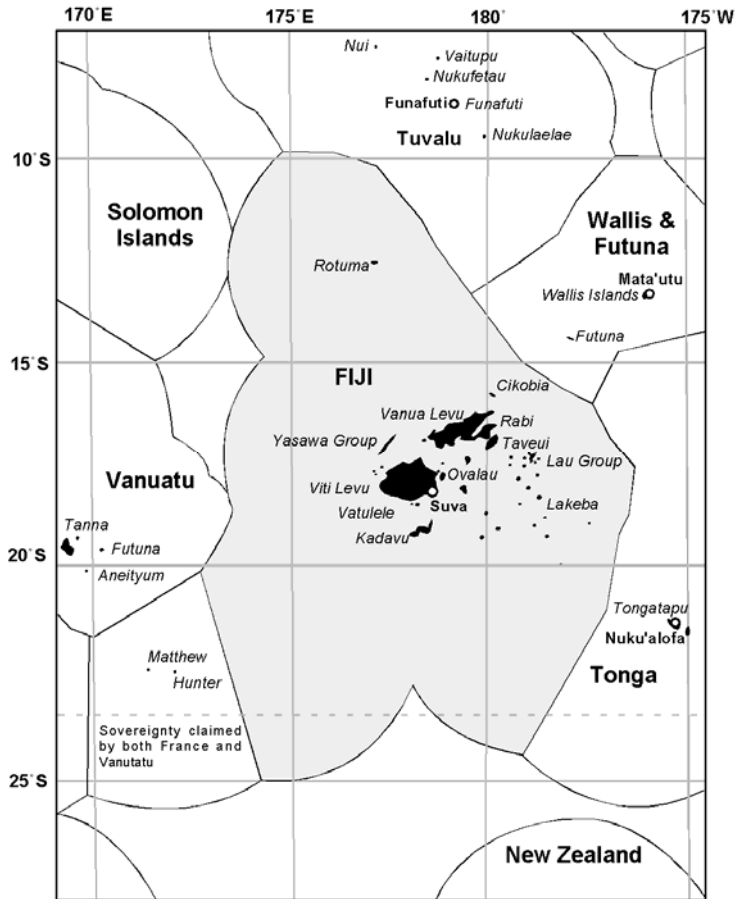 170°E 175°E 180° 175°W
Nui
Vaitupu
Nukufetau
Funafuti Funafuti
Tuvalu
Nukulaelae
10°S
Solomon
Islands
Wallis &
Futuna
Rotuma
Mata'utu
Wallis Islands
Futuna
15°S
FIJI
Cikobia
Vanua Levu
Rabi
Yasawa Group
Taveui
Lau Group
Vanuatu
Viti Levu
Ovalau
Suva
Lakeba
Vatulele
Tanna
Kadavu
Futuna
20°S
Aneityum
Tongatapu
Nuku'alofa
Matthew
Hunter
Tonga
Sovereignty claimed
by both France and
Vanutatu
25°S
New Zealand